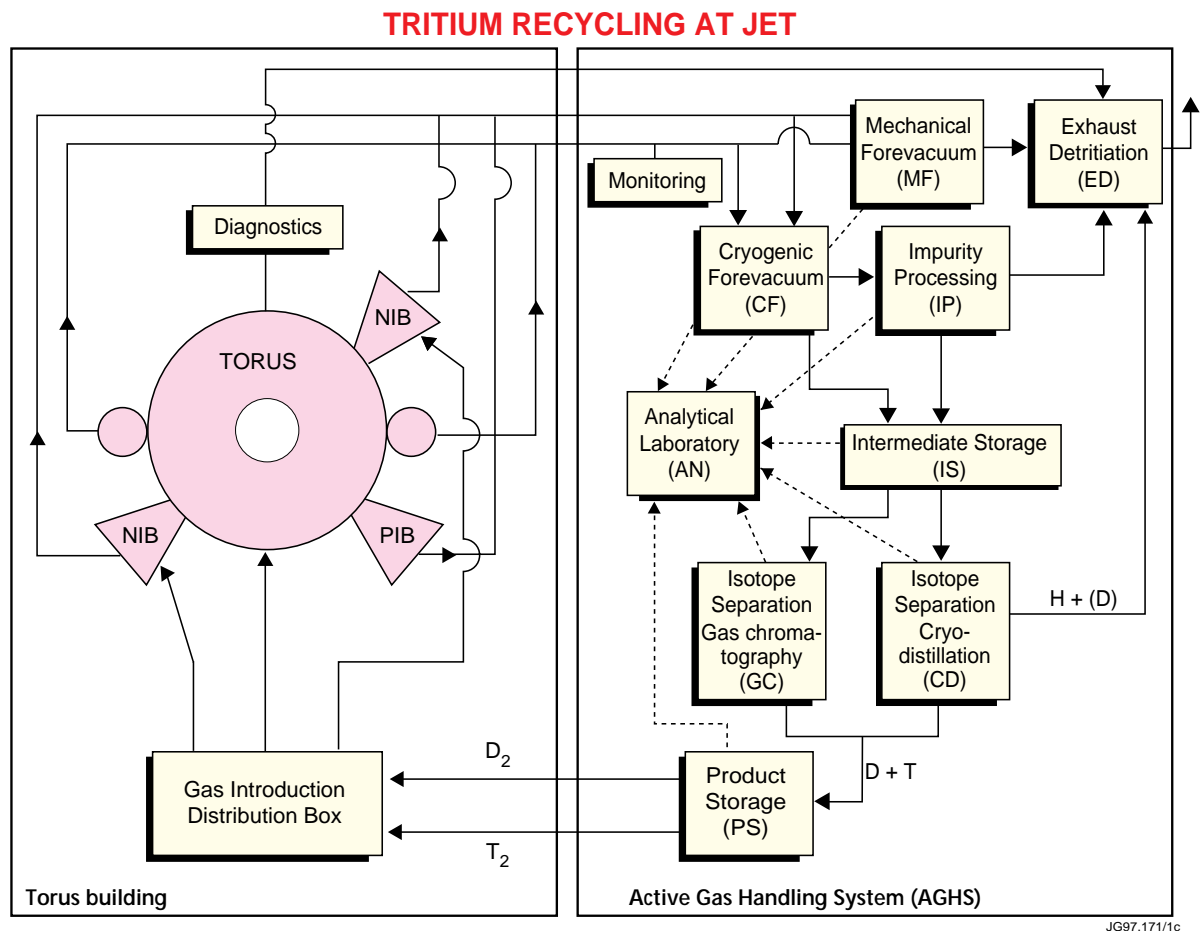 TRITIUM RECYCLING AT JET
Mechanical
Forevacuum
(MF)
Exhaust
Detritiation
(ED)
Monitoring
Diagnostics
Cryogenic
Forevacuum
(CF)
Impurity
Processing
(IP)
NIB
TORUS
Analytical
Laboratory
(AN)
Intermediate Storage
(IS)
NIB
PIB
Isotope
Separation
Gas chroma-
tography
(GC)
Isotope
Separation
Cryo-
distillation
(CD)
H + (D)
D2
D + T
Gas Introduction
Distribution Box
Product
Storage
(PS)
T2
Torus building
Active Gas Handling System (AGHS)
JG97.171/1c